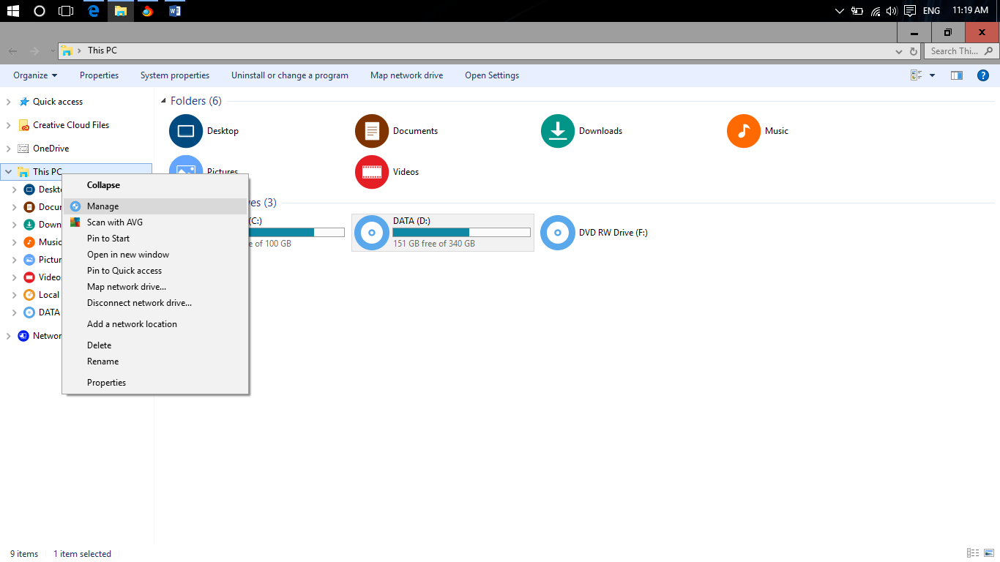 ENG 11:19 AM
This PC
Search Thi...
Organize Properties System properties Uninstall or change a program Map network drive Open Settings
Quick access
Creative Cloud Files
OneDrive
This PC
Deskt
Docur
Down
Music
Pictur
Videos
Local
DATA
Networ
Collapse
Manage
Scan with AVG
Pin to Start
Open in new window
Pin to Quick access
Map network drive...
Disconnect network drive...
Add a network location
Delete
Rename
Properties
Folders (6)
Desktop
Documents
Downloads
Music
Pictures
Videos
ves (3)
(C:)
e of 100 GB
DATA (D:)
151 GB free of 340 GB
DVD RW Drive (F:)
9 items 1 item selected